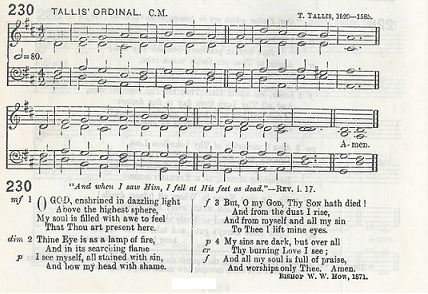 230 TALLIS' ORDINAL. C.M. T. TALLIS, 1520—1585.
=80.
A-men.
230 "And when I saw Him, I fell at His feet as dead."—REV. i. 17.
mf 1 O GOD, enshrined in dazzling light
Above the highest sphere,
My soul is filled with awe to feel
That Thou art present here.
dim 2 Thine Eye is as a lamp of fire,
And in its searching flame
p I see myself, all stained with sin,
And bow my head with shame.
f 3 But, O my GOD, Thy SON hath died!
And from the dust I rise,
And from myself and all my sin
To Thee I lift mine eyes.
p 4 My sins are dark, but over all
cr Thy burning Love I see;
f And all my soul is full of praise,
And worships only Thee. Amen.
BISHOP W. W. HOW, 1871.